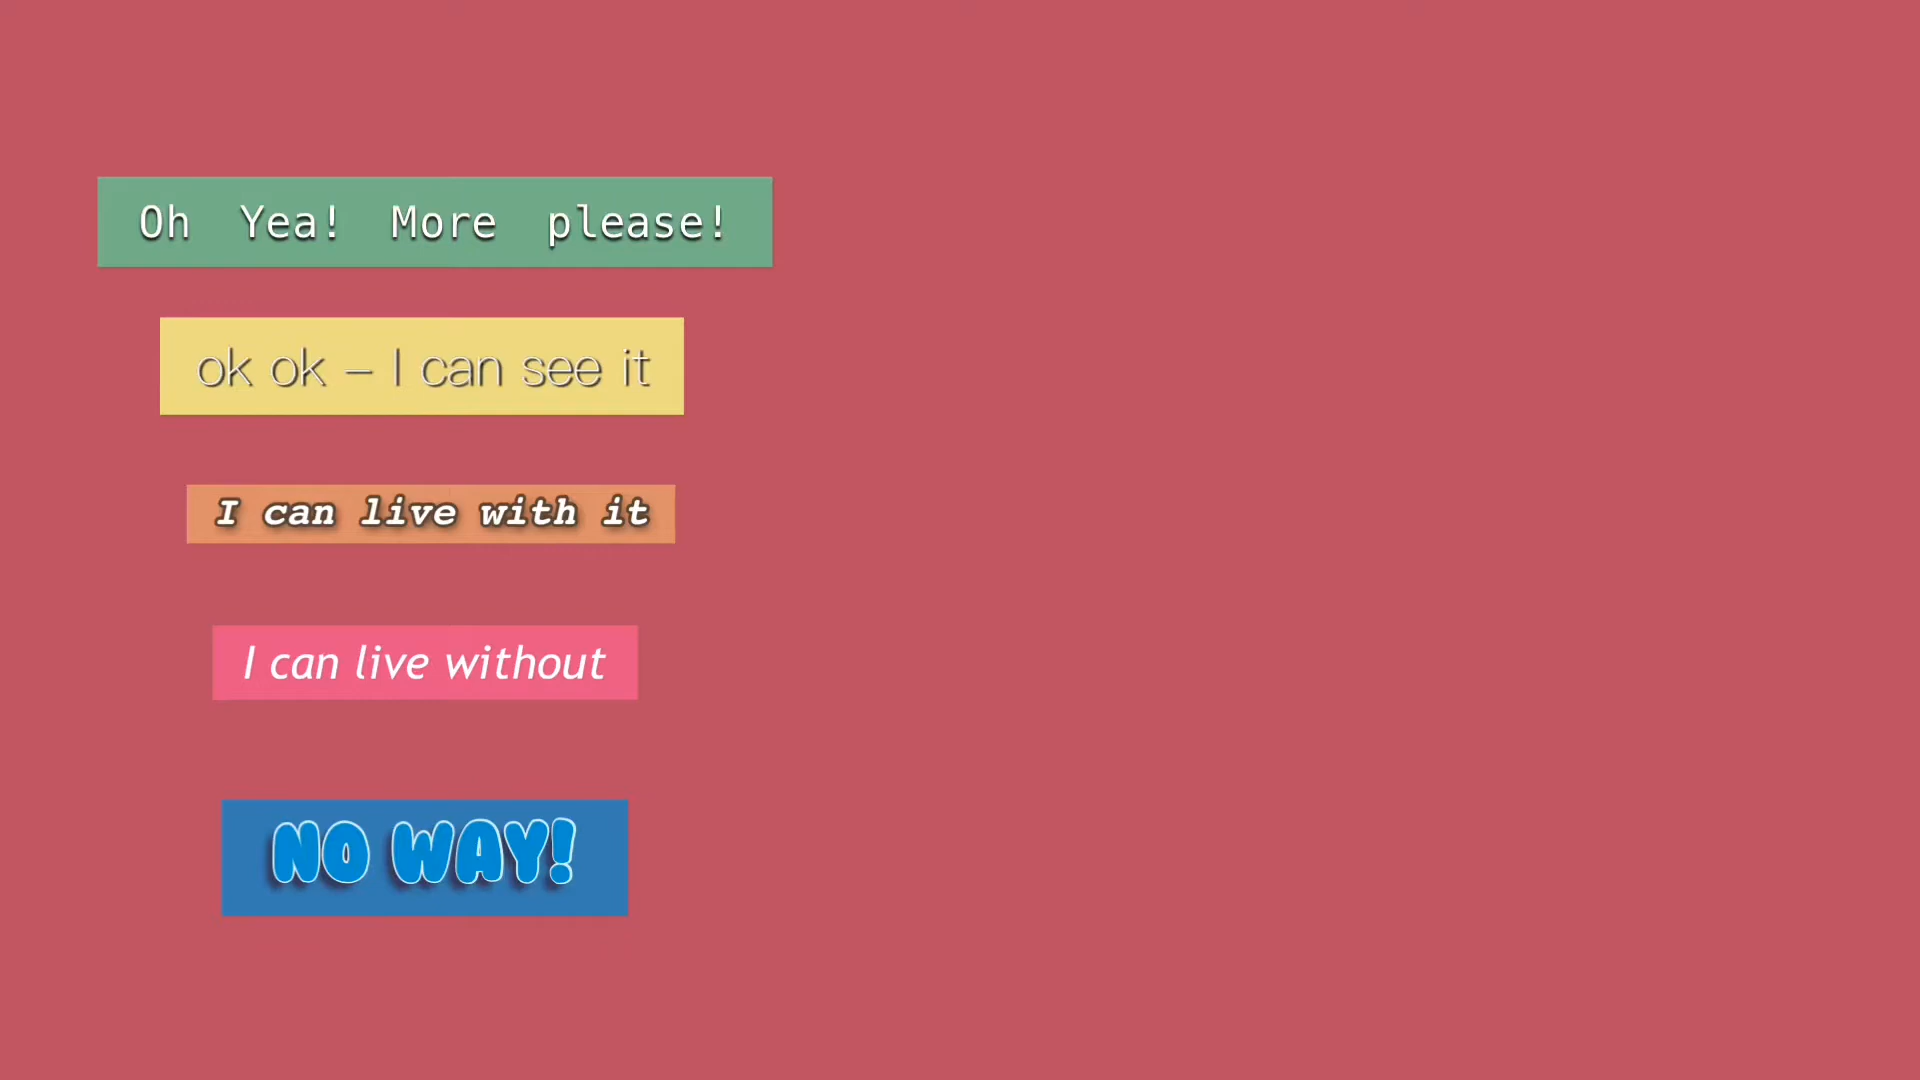 Oh Yea! More please!
ok ok – I can see it
I can live with it
I can live without
NO WAY!